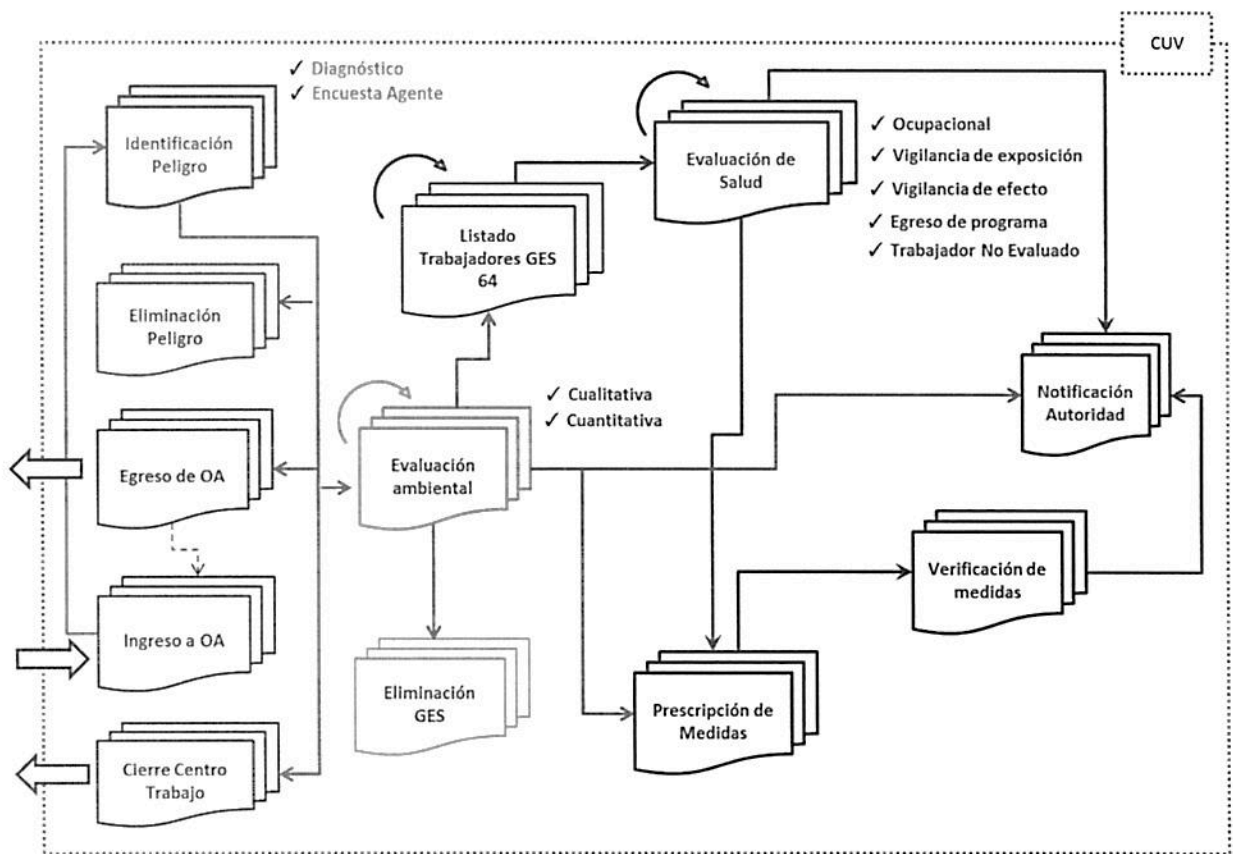 CUV
✓ Diagnóstico
✓ Encuesta Agente
Identificación
Peligro
Evaluación de
Salud
✓ Ocupacional
✓ Vigilancia de exposición
✓ Vigilancia de efecto
✓ Egreso de programa
✓ Trabajador No Evaluado
Listado
Trabajadores GES
64
Eliminación
Peligro
Notificación
Autoridad
✓ Cualitativa
✓ Cuantitativa
Egreso de OA
Evaluación
ambiental
Verificación de
medidas
Ingreso a OA
Eliminación
GES
Prescripción de
Medidas
Cierre Centro
Trabajo